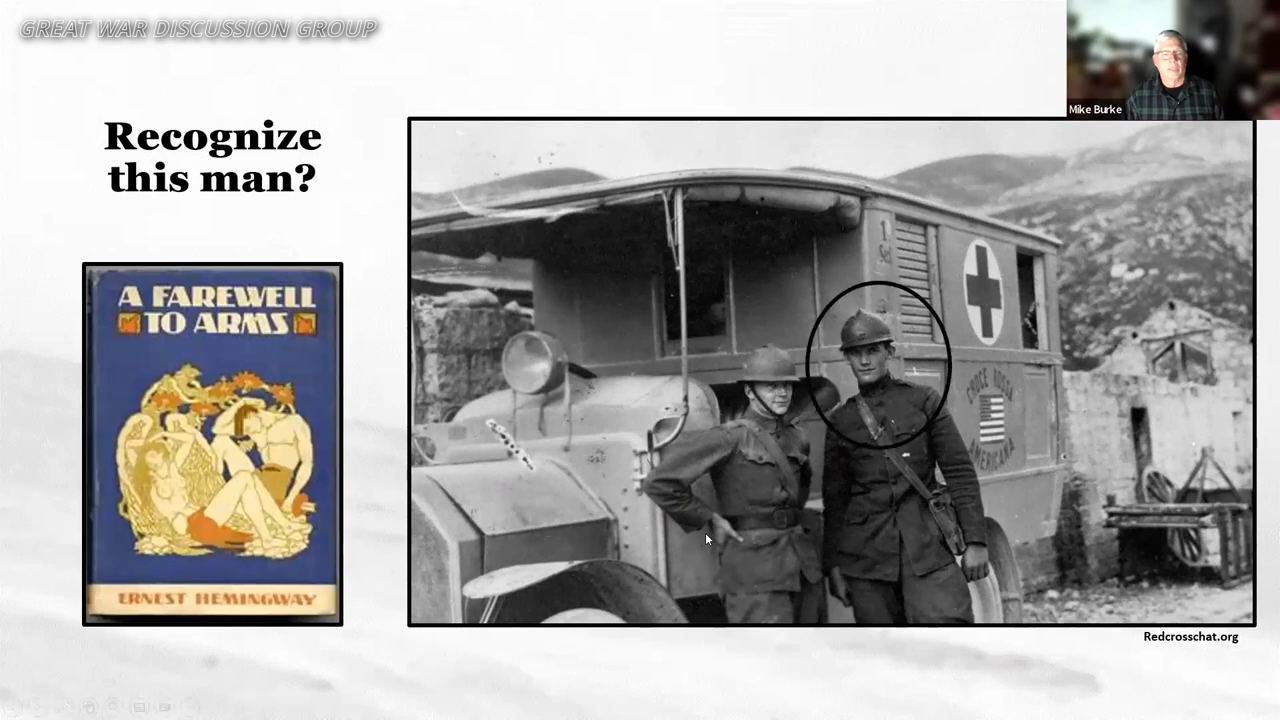 GREAT WAR DISCUSSION GROUP
Mike Burke
Recognize
this man?
A FAREWELL
TO ARMS
ERNEST HEMINGWAY
CROCE ROSSA
AMERICANA
Redcrosschat.org